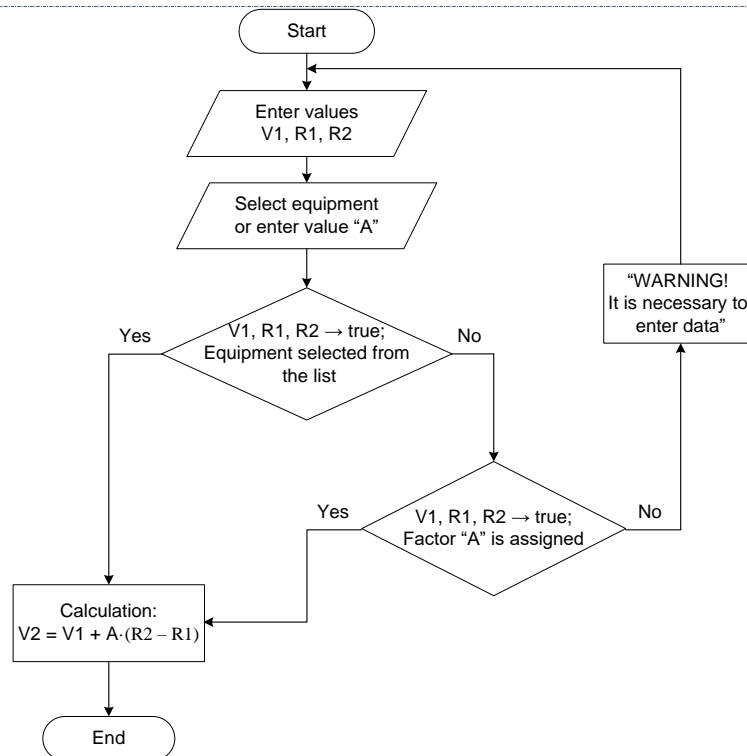 Start
Enter values
V1, R1, R2
Select equipment
or enter value “A”
“WARNING!
It is necessary to
enter data”
Yes
V1, R1, R2 → true;
Equipment selected from
the list
No
Yes
V1, R1, R2 → true;
Factor “A” is assigned
No
Calculation:
V2 = V1 + A·(R2 – R1)
End